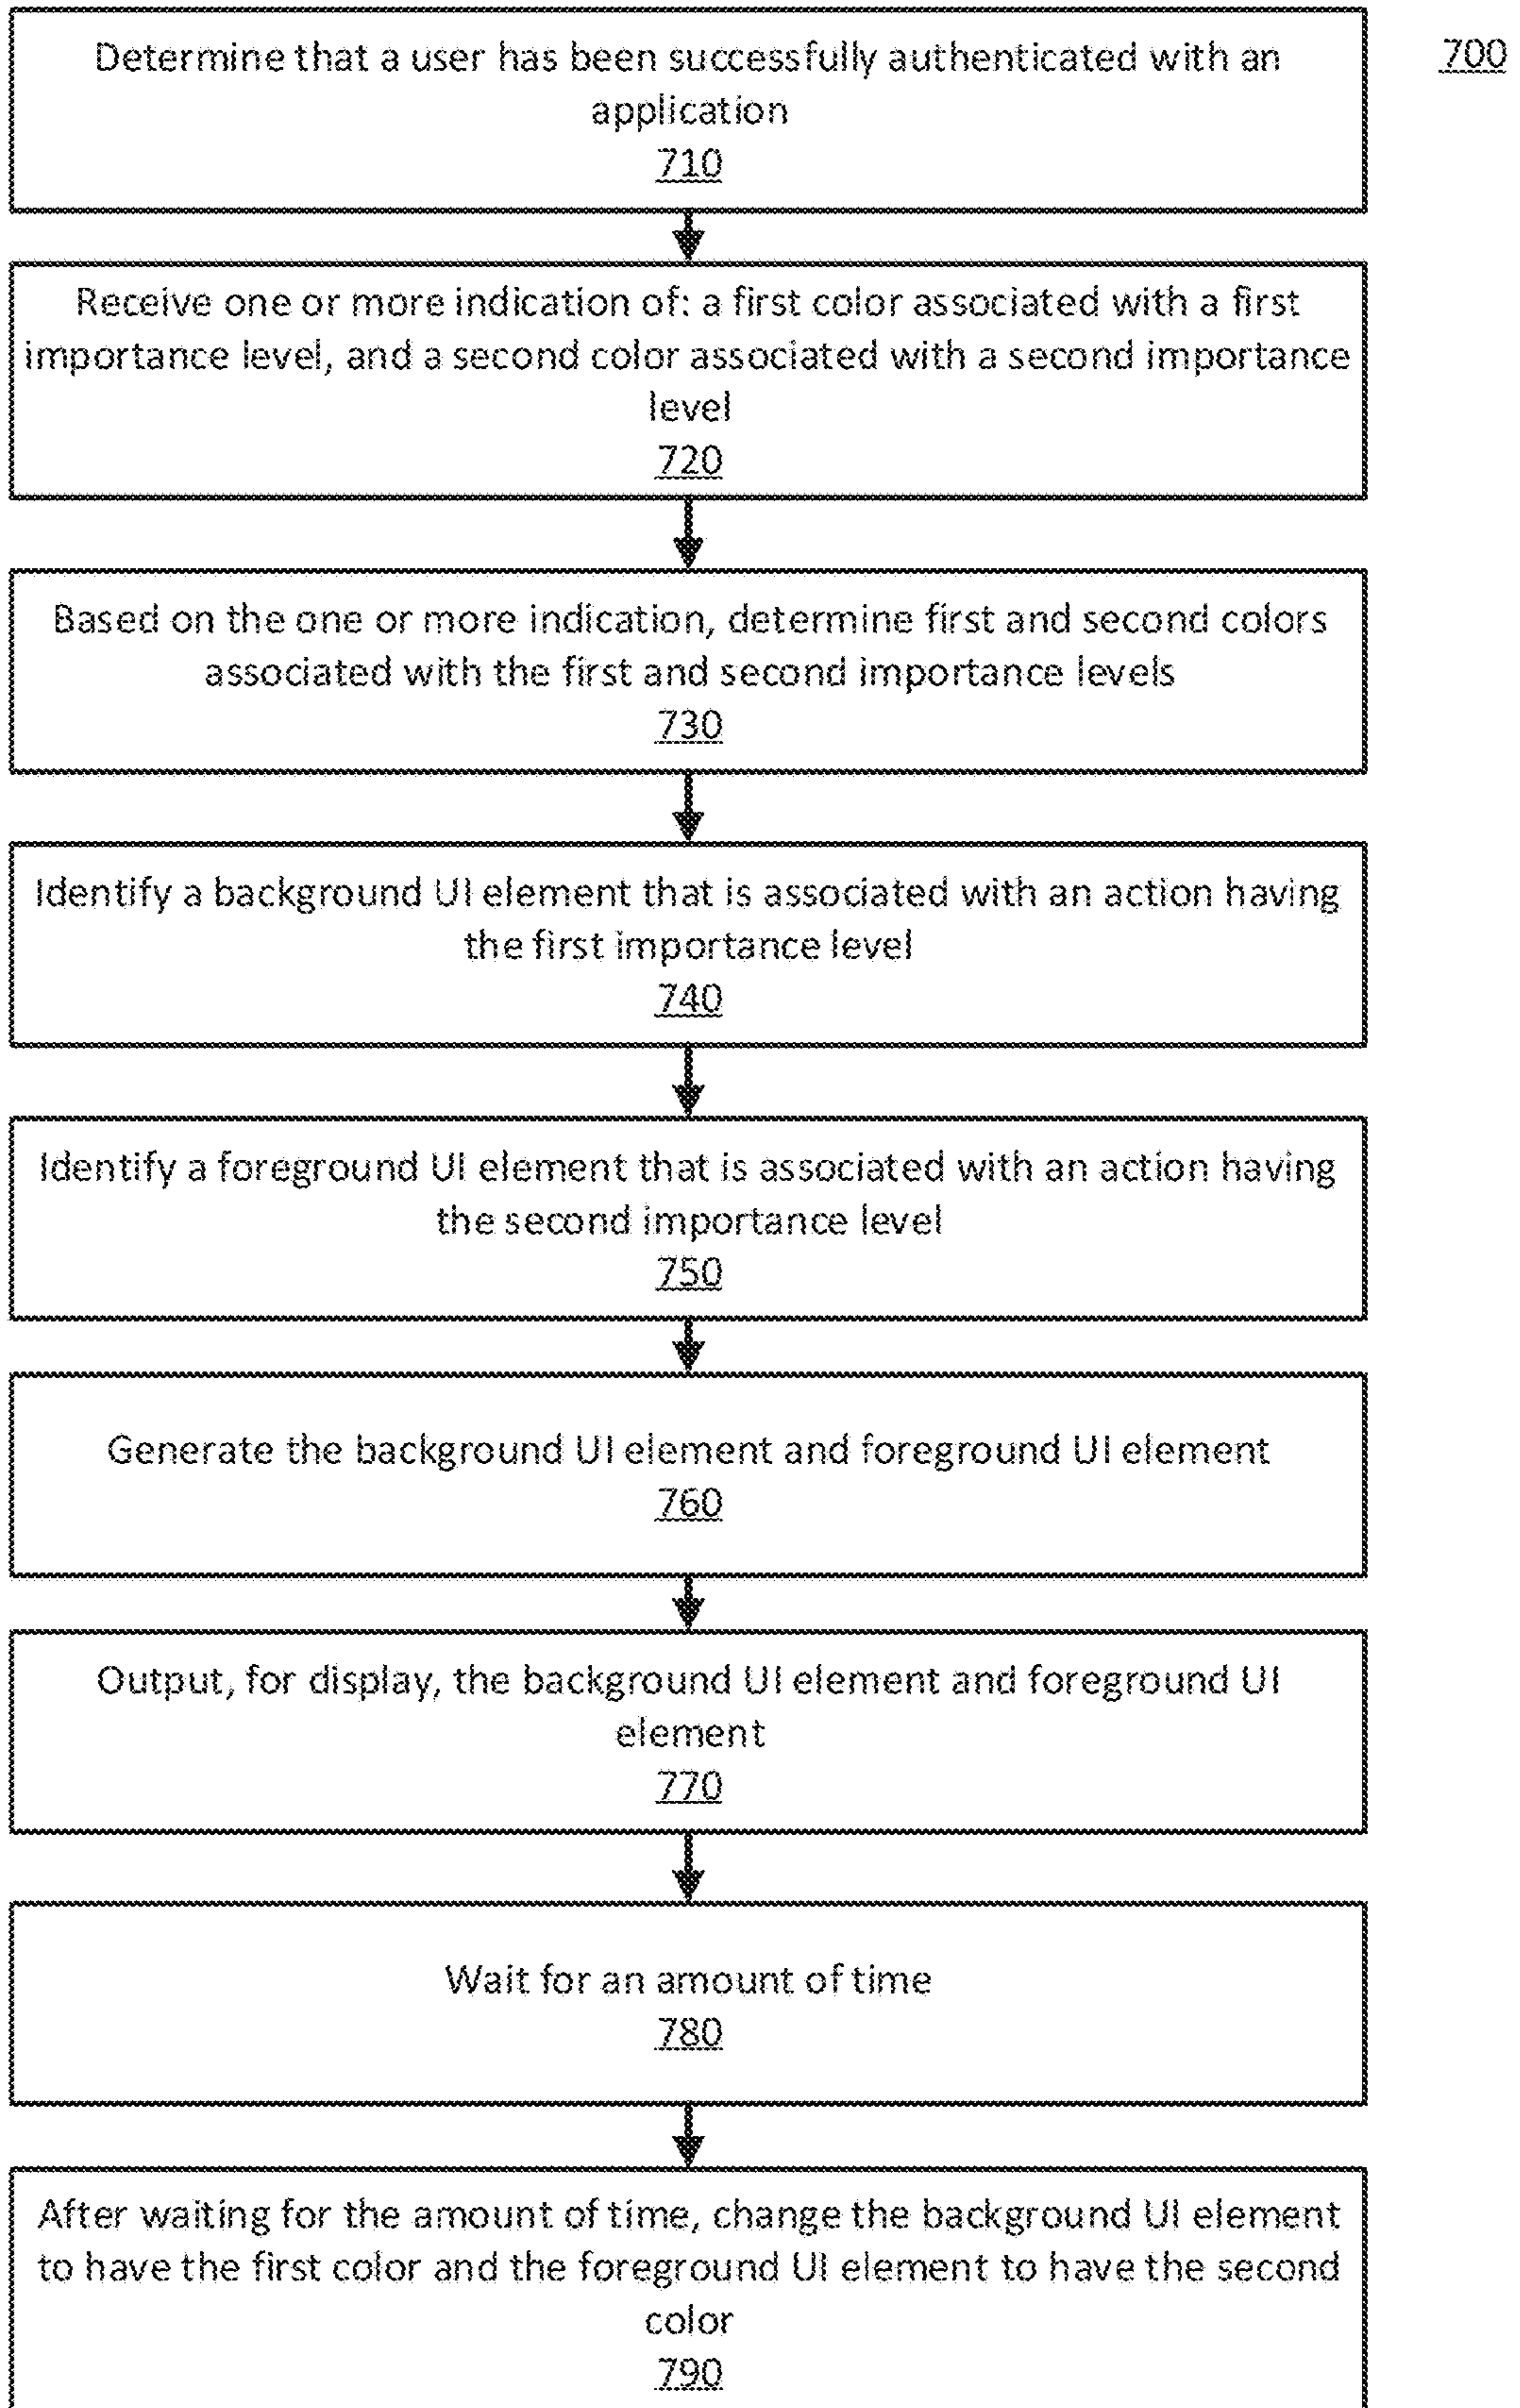 700
Determine that a user has been successfully authenticated with an
application
710
Receive one or more indication of: a first color associated with a first
importance level, and a second color associated with a second importance
level
720
Based on the one or more indication, determine first and second colors
associated with the first and second importance levels
730
Identify a background UI element that is associated with an action having
the first importance level
740
Identify a foreground UI element that is associated with an action having
the second importance level
750
Generate the background UI element and foreground UI element
760
Output, for display, the background UI element and foreground UI
element
770
Wait for an amount of time
780
After waiting for the amount of time, change the background UI element
to have the first color and the foreground UI element to have the second
color
790